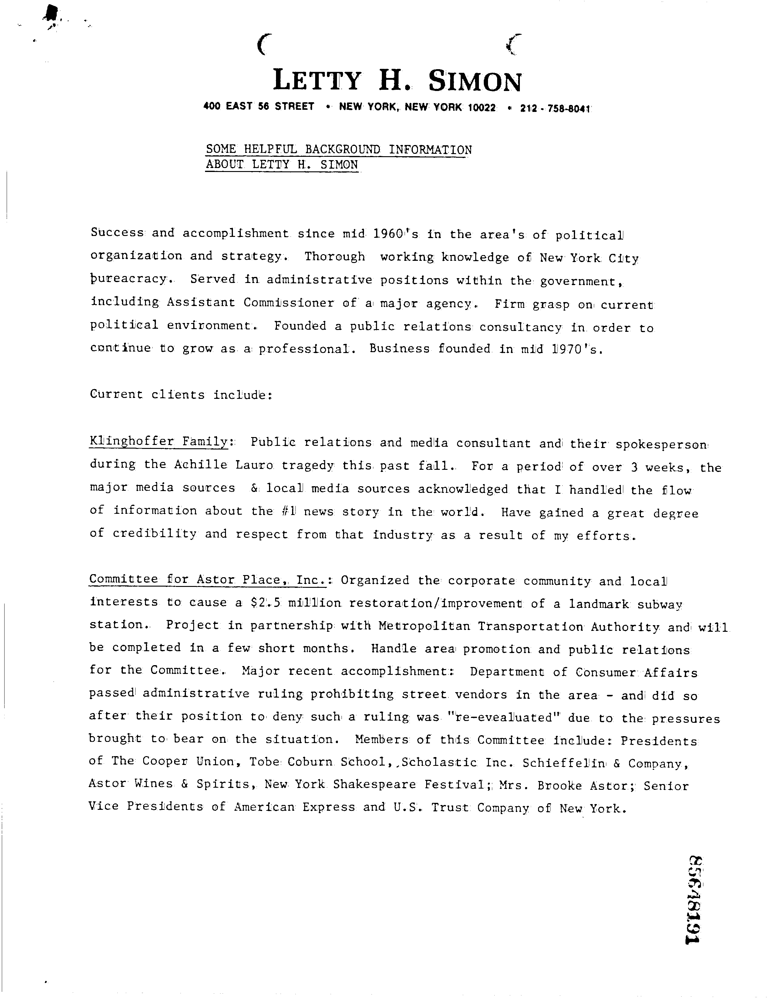 LETTY H. SIMON
400 EAST 56 STREET • NEW YORK, NEW YORK 10022 • 212 - 758-8041
SOME HELPFUL BACKGROUND INFORMATION
ABOUT LETTY H. SIMON
Success and accomplishment since mid 1960's in the area's of political
organization and strategy. Thorough working knowledge of New York City
bureacracy. Served in administrative positions within the government,
including Assistant Commissioner of a major agency. Firm grasp on current
political environment. Founded a public relations consultancy in order to
continue to grow as a professional. Business founded in mid 1970's.
Current clients include:
Klinghoffer Family: Public relations and media consultant and their spokesperson
during the Achille Lauro tragedy this past fall. For a period of over 3 weeks, the
major media sources & local media sources acknowledged that I handled the flow
of information about the #1 news story in the world. Have gained a great degree
of credibility and respect from that industry as a result of my efforts.
Committee for Astor Place, Inc.: Organized the corporate community and local
interests to cause a $2.5 million restoration/improvement of a landmark subway
station. Project in partnership with Metropolitan Transportation Authority and will
be completed in a few short months. Handle area promotion and public relations
for the Committee. Major recent accomplishment: Department of Consumer Affairs
passed administrative ruling prohibiting street vendors in the area - and did so
after their position to deny such a ruling was "re-evealuated" due to the pressures
brought to bear on the situation. Members of this Committee include: Presidents
of The Cooper Union, Tobe Coburn School, Scholastic Inc. Schieffelin & Company,
Astor Wines & Spirits, New York Shakespeare Festival; Mrs. Brooke Astor; Senior
Vice Presidents of American Express and U.S. Trust Company of New York.
85648191